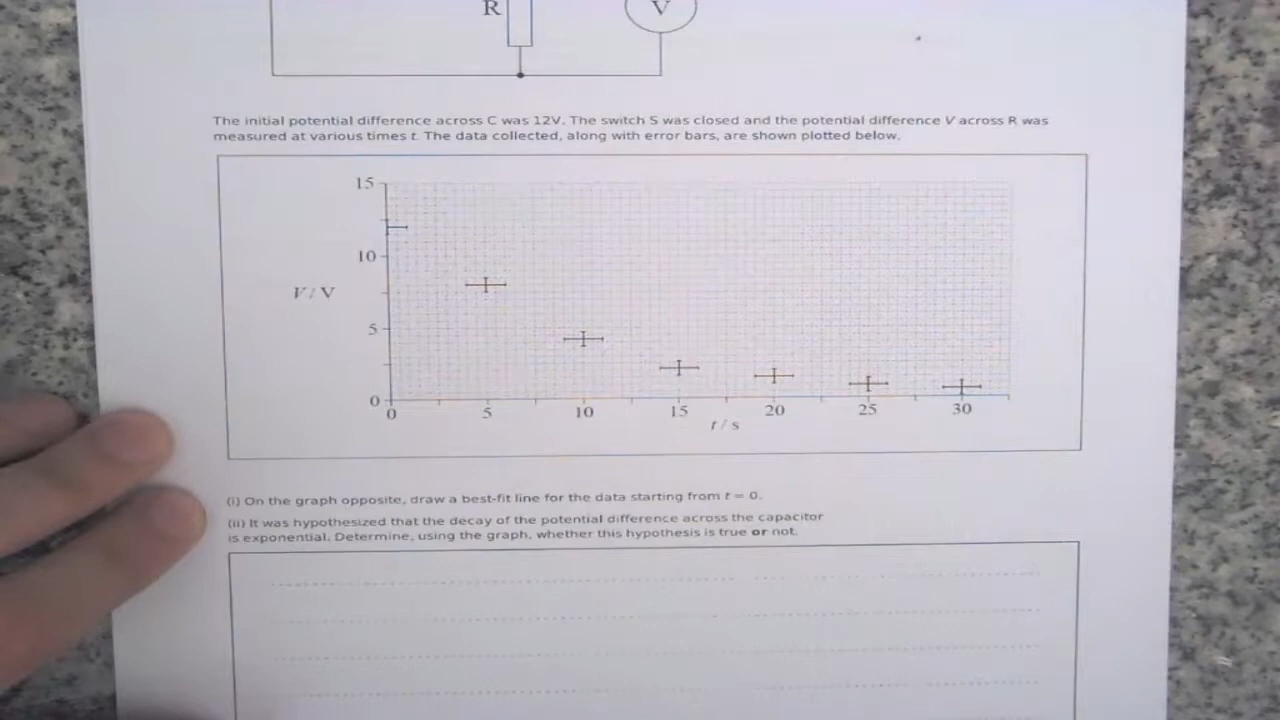 R
V
The initial potential difference across C was 12V. The switch S was closed and the potential difference V across R was
measured at various times t. The data collected, along with error bars, are shown plotted below.
15
10
V / V
5
0
0 5 10 15 20 25 30
t / s
(i) On the graph opposite, draw a best-fit line for the data starting from t = 0.
(ii) It was hypothesized that the decay of the potential difference across the capacitor
is exponential. Determine, using the graph, whether this hypothesis is true or not.